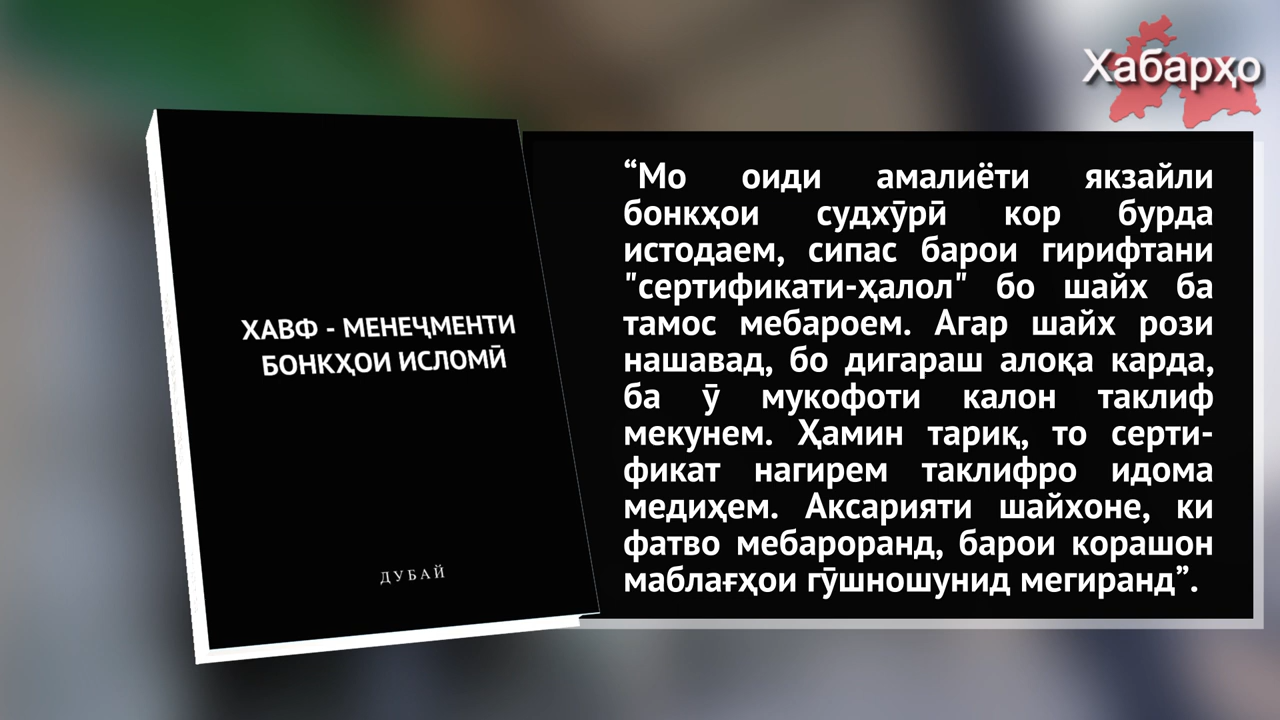 Хабарҳо
ХАВФ - МЕНЕҶМЕНТИ
БОНКҲОИ ИСЛОМӢ
ДУБАЙ
“Мо оиди амалиёти якзайли
бонкҳои судхӯрӣ кор бурда
истодаем, сипас барои гирифтани
"сертификати-ҳалол" бо шайх ба
тамос мебароем. Агар шайх рози
нашавад, бо дигараш алоқа карда,
ба ӯ мукофоти калон таклиф
мекунем. Ҳамин тариқ, то серти-
фикат нагирем таклифро идома
медиҳем. Аксарияти шайхоне, ки
фатво мебароранд, барои корашон
маблағҳои гӯшношунид мегиранд”.